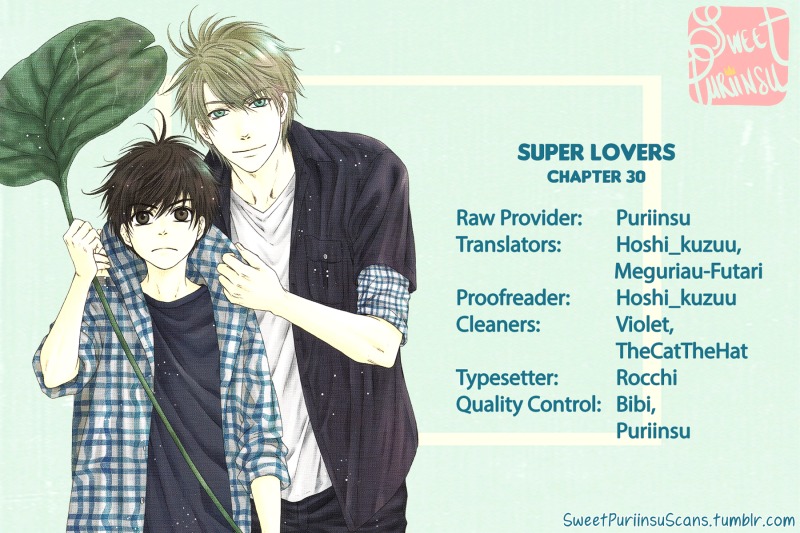 Sweet
Puriinsu
SUPER LOVERS
CHAPTER 30
Raw Provider: Puriinsu
Translators: Hoshi_kuzuu,
Meguriau-Futari
Proofreader: Hoshi_kuzuu
Cleaners: Violet,
TheCatTheHat
Typesetter: Rocchi
Quality Control: Bibi,
Puriinsu
SweetPuriinsuScans.tumblr.com